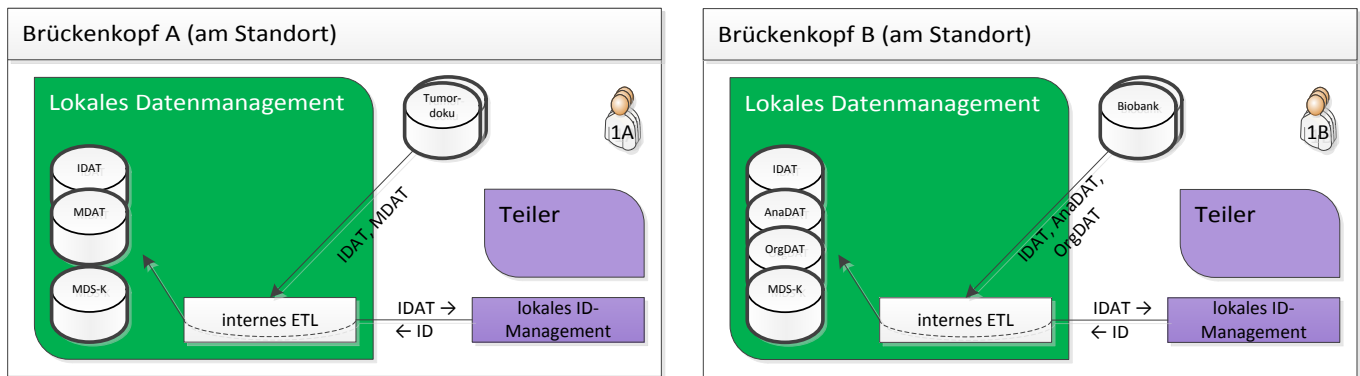 Brückenkopf A (am Standort)
Lokales Datenmanagement
Tumor-
doku
1A
IDAT
MDAT
MDS-K
IDAT, MDAT
Teiler
internes ETL
IDAT →
← ID
lokales ID-
Management
Brückenkopf B (am Standort)
Lokales Datenmanagement
Biobank
1B
IDAT
AnaDAT
OrgDAT
MDS-K
IDAT, AnaDAT,
OrgDAT
Teiler
internes ETL
IDAT →
← ID
lokales ID-
Management